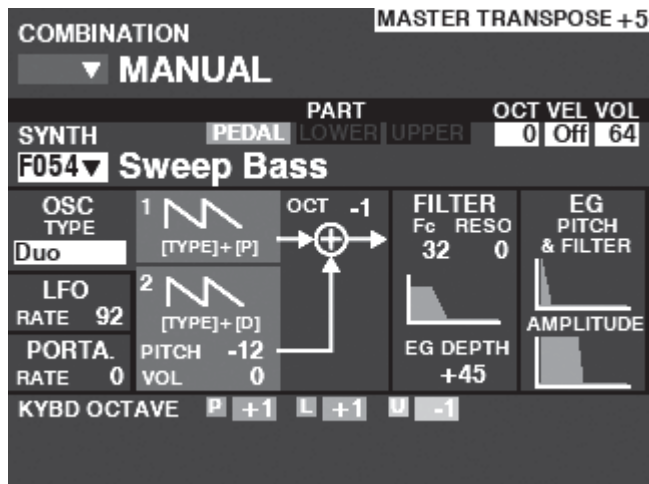 MASTER TRANSPOSE +5
COMBINATION
▼ MANUAL
PART OCT VEL VOL
SYNTH PEDAL LOWER UPPER 0 Off 64
F054▼ Sweep Bass
OSC
TYPE
Duo
LFO
RATE 92
PORTA.
RATE 0
1
[TYPE]+[P]
2
[TYPE]+[D]
PITCH -12
VOL 0
OCT -1
FILTER
Fc RESO
32 0
EG DEPTH
+45
EG
PITCH
& FILTER
AMPLITUDE
KYBD OCTAVE P +1 L +1 U -1